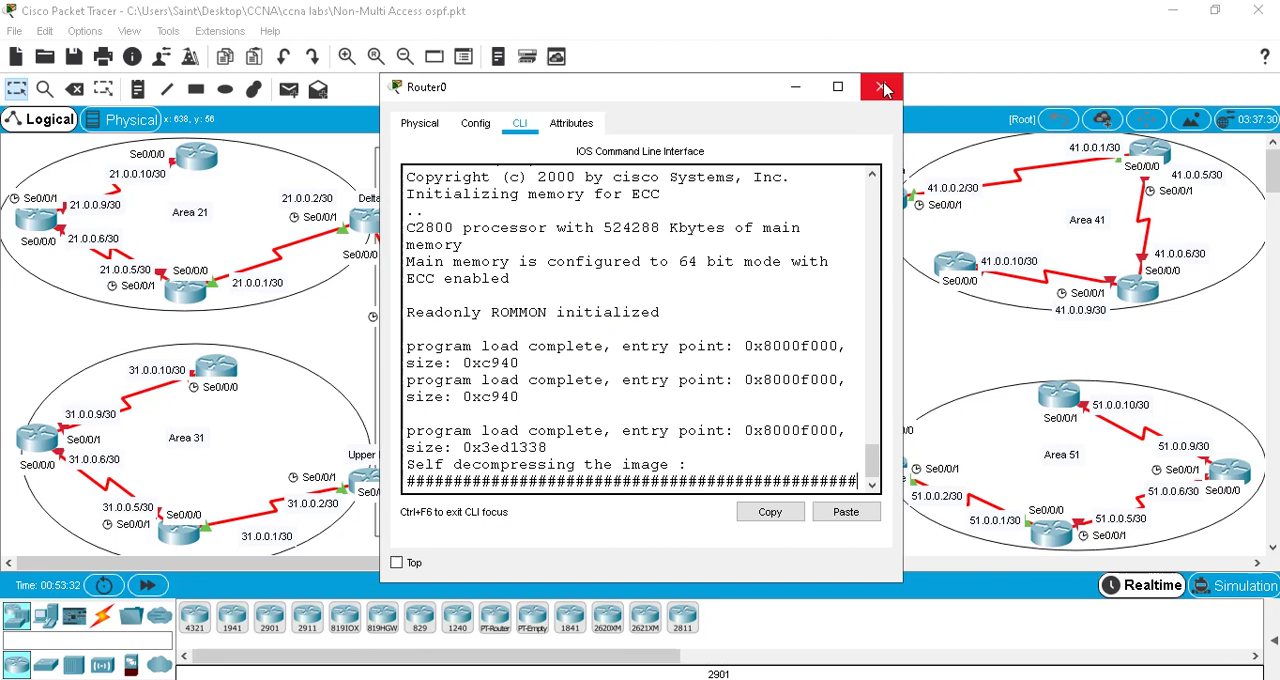 Cisco Packet Tracer - C:\Users\Saint\Desktop\CCNA\ccna labs\Non-Multi Access ospf.pkt
File Edit Options View Tools Extensions Help
?
Logical Physical x: 638, y: 56
[Root] 03:37:30
Se0/0/0
21.0.0.10/30
Se0/0/1
21.0.0.9/30
Area 21
21.0.0.2/30
Delta
Se0/0/1
Se0/0/0
21.0.0.6/30
Se0/0/0
21.0.0.5/30
Se0/0/0
Se0/0/1
21.0.0.1/30
31.0.0.10/30
Se0/0/0
31.0.0.9/30
Se0/0/1
Area 31
31.0.0.6/30
Se0/0/0
Upper
Se0/0/1
Se0/
31.0.0.5/30
Se0/0/0
31.0.0.2/30
Se0/0/1
31.0.0.1/30
Router0
Physical Config CLI Attributes
IOS Command Line Interface
Copyright (c) 2000 by cisco Systems, Inc.
Initializing memory for ECC
..
C2800 processor with 524288 Kbytes of main
memory
Main memory is configured to 64 bit mode with
ECC enabled
Readonly ROMMON initialized
program load complete, entry point: 0x8000f000,
size: 0xc940
program load complete, entry point: 0x8000f000,
size: 0xc940
program load complete, entry point: 0x8000f000,
size: 0x3ed1338
Self decompressing the image :
################################################
Ctrl+F6 to exit CLI focus
Copy Paste
Top
41.0.0.1/30
Se0/0/0
41.0.0.5/30
41.0.0.2/30
Se0/0/1
Se0/0/1
Area 41
41.0.0.6/30
41.0.0.10/30
Se0/0/0
Se0/0/0
Se0/0/1
41.0.0.9/30
51.0.0.10/30
Se0/0/0
51.0.0.9/30
Area 51
Se0/0/1
Se0/0/1
51.0.0.2/30
51.0.0.6/30
Se0/0/0
Se0/0/0
51.0.0.1/30
51.0.0.5/30
Se0/0/1
Time: 00:53:32
Realtime Simulation
4321 1941 2901 2911 819IOX 819HGW 829 1240 PT-Router PT-Empty 1841 2620XM 2621XM 2811
2901